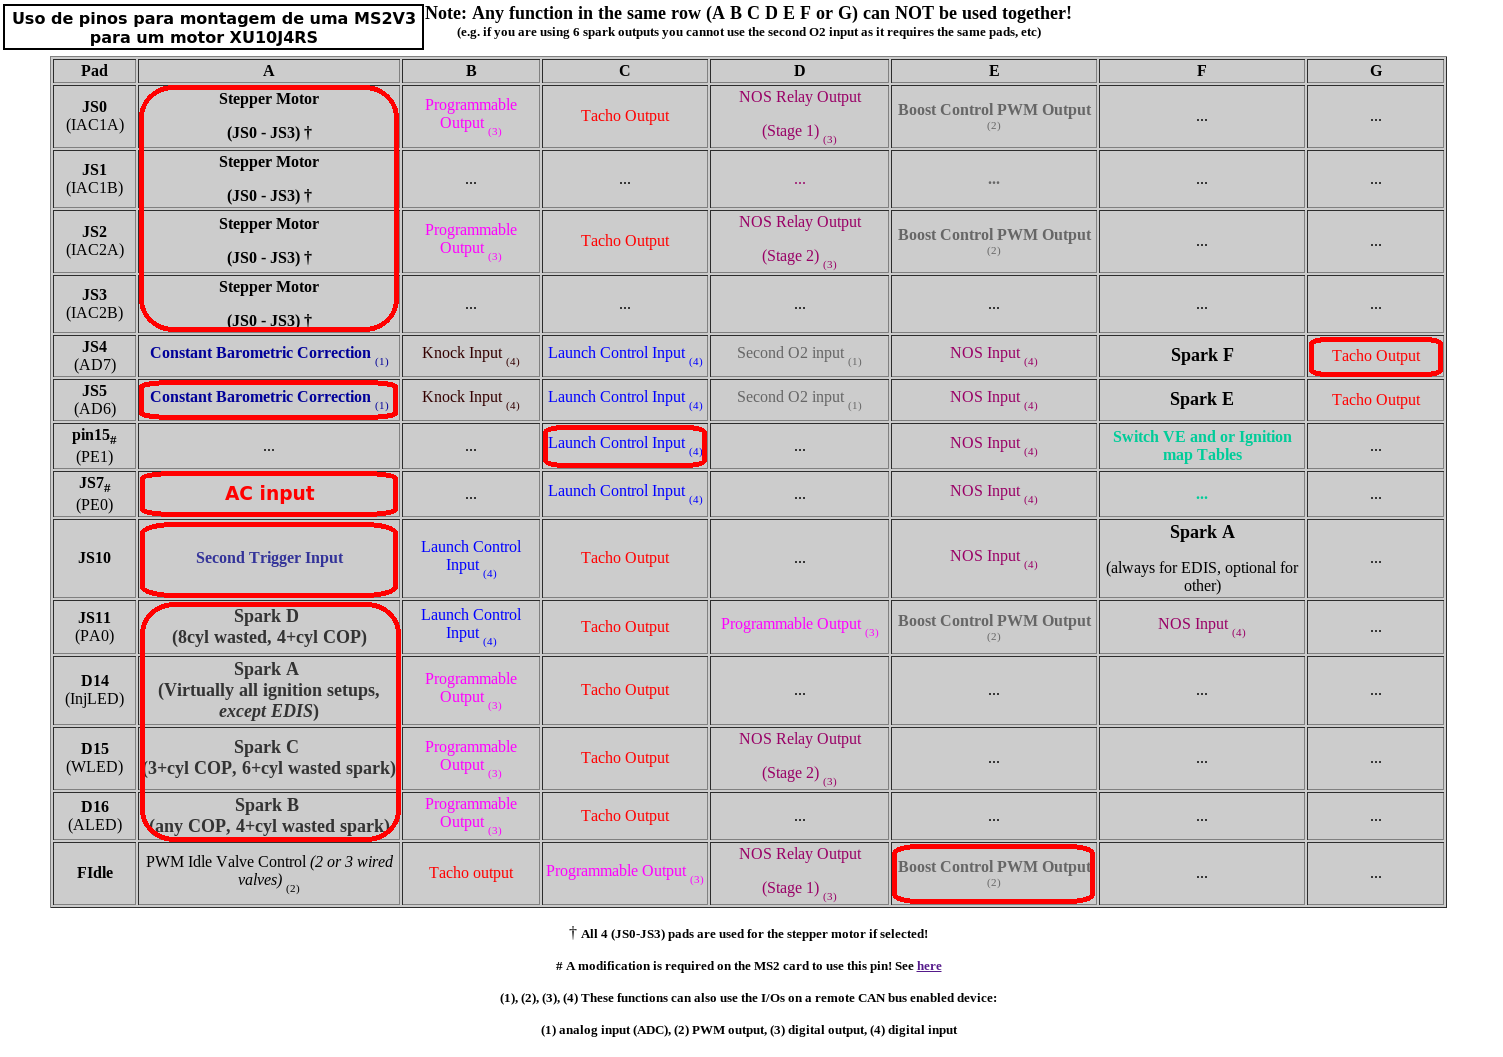 Uso de pinos para montagem de uma MS2V3
para um motor XU10J4RS
Note: Any function in the same row (A B C D E F or G) can NOT be used together!
(e.g. if you are using 6 spark outputs you cannot use the second O2 input as it requires the same pads, etc)
Pad A B C D E F G
JS0
(IAC1A)
Stepper Motor
(JS0 - JS3) †
Programmable
Output (3)
Tacho Output
NOS Relay Output
(Stage 1) (3)
Boost Control PWM Output
(2)
...
...
JS1
(IAC1B)
Stepper Motor
(JS0 - JS3) †
...
...
...
...
...
...
JS2
(IAC2A)
Stepper Motor
(JS0 - JS3) †
Programmable
Output (3)
Tacho Output
NOS Relay Output
(Stage 2) (3)
Boost Control PWM Output
(2)
...
...
JS3
(IAC2B)
Stepper Motor
(JS0 - JS3) †
...
...
...
...
...
...
JS4
(AD7)
Constant Barometric Correction (1)
Knock Input (4)
Launch Control Input (4)
Second O2 input (1)
NOS Input (4)
Spark F
Tacho Output
JS5
(AD6)
Constant Barometric Correction (1)
Knock Input (4)
Launch Control Input (4)
Second O2 input (1)
NOS Input (4)
Spark E
Tacho Output
pin15#
(PE1)
...
...
Launch Control Input (4)
...
NOS Input (4)
Switch VE and or Ignition
map Tables
...
JS7#
(PE0)
AC input
...
Launch Control Input (4)
...
NOS Input (4)
...
...
JS10
Second Trigger Input
Launch Control
Input (4)
Tacho Output
...
NOS Input (4)
Spark A
(always for EDIS, optional for
other)
...
JS11
(PA0)
Spark D
(8cyl wasted, 4+cyl COP)
Launch Control
Input (4)
Tacho Output
Programmable Output (3)
Boost Control PWM Output
(2)
NOS Input (4)
...
D14
(InjLED)
Spark A
(Virtually all ignition setups,
except EDIS)
Programmable
Output (3)
Tacho Output
...
...
...
...
D15
(WLED)
Spark C
(3+cyl COP, 6+cyl wasted spark)
Programmable
Output (3)
Tacho Output
NOS Relay Output
(Stage 2) (3)
...
...
...
D16
(ALED)
Spark B
(any COP, 4+cyl wasted spark)
Programmable
Output (3)
Tacho Output
...
...
...
...
FIdle
PWM Idle Valve Control (2 or 3 wired
valves) (2)
Tacho output
Programmable Output (3)
NOS Relay Output
(Stage 1) (3)
Boost Control PWM Output
(2)
...
...
† All 4 (JS0-JS3) pads are used for the stepper motor if selected!
# A modification is required on the MS2 card to use this pin! See here
(1), (2), (3), (4) These functions can also use the I/Os on a remote CAN bus enabled device:
(1) analog input (ADC), (2) PWM output, (3) digital output, (4) digital input